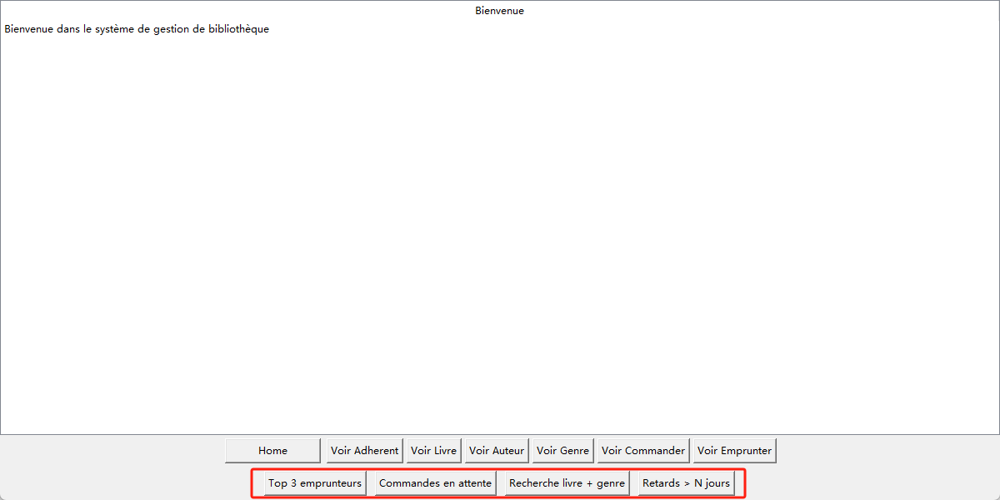 Bienvenue
Bienvenue dans le système de gestion de bibliothèque
Home Voir Adherent Voir Livre Voir Auteur Voir Genre Voir Commander Voir Emprunter
Top 3 emprunteurs Commandes en attente Recherche livre + genre Retards > N jours